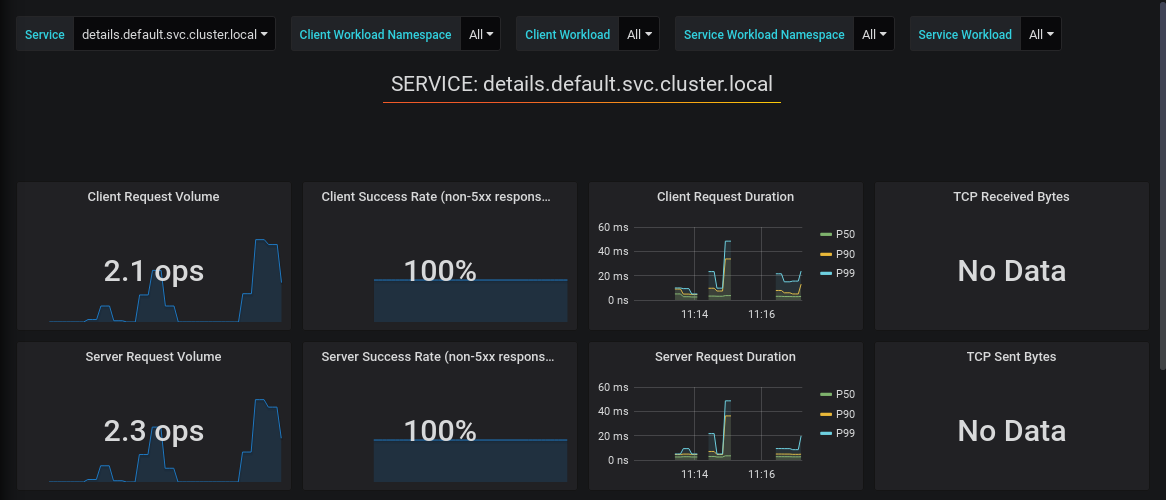 Service details.default.svc.cluster.local Client Workload Namespace All Client Workload All Service Workload Namespace All Service Workload All
SERVICE: details.default.svc.cluster.local
Client Request Volume
2.1 ops
Client Success Rate (non-5xx respons...
100%
Client Request Duration
60 ms
40 ms
20 ms
0 ns
11:14 11:16
P50
P90
P99
TCP Received Bytes
No Data
Server Request Volume
2.3 ops
Server Success Rate (non-5xx respons...
100%
Server Request Duration
60 ms
40 ms
20 ms
0 ns
11:14 11:16
P50
P90
P99
TCP Sent Bytes
No Data